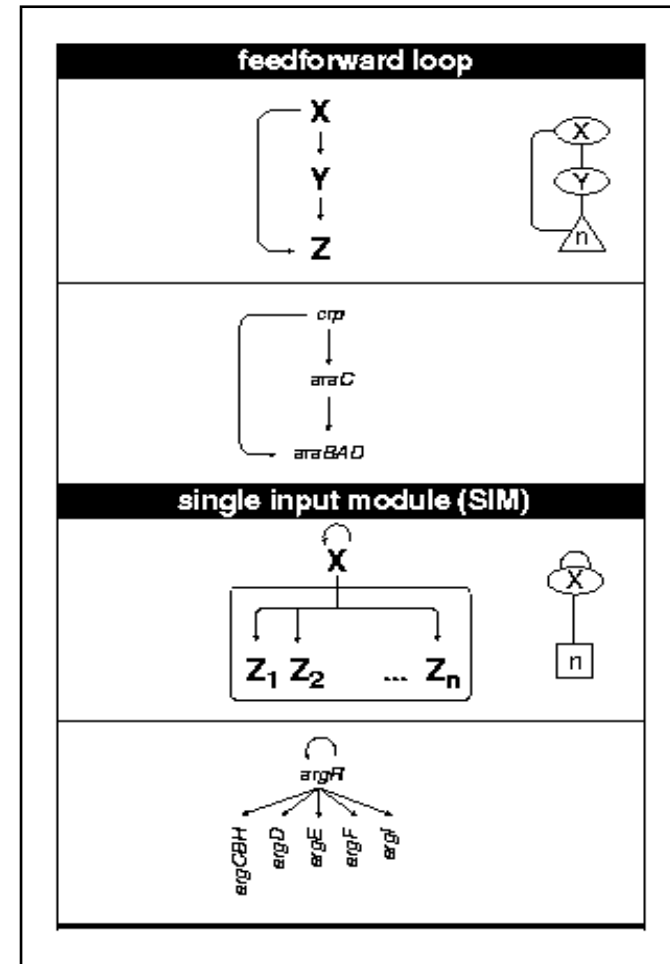 feedforward loop
X
X
Y
Y
Z
n
crp
araC
araBAD
single input module (SIM)
X
X
Z1 Z2 ... Zn
n
argR
argCBH
argD
argE
argF
argI